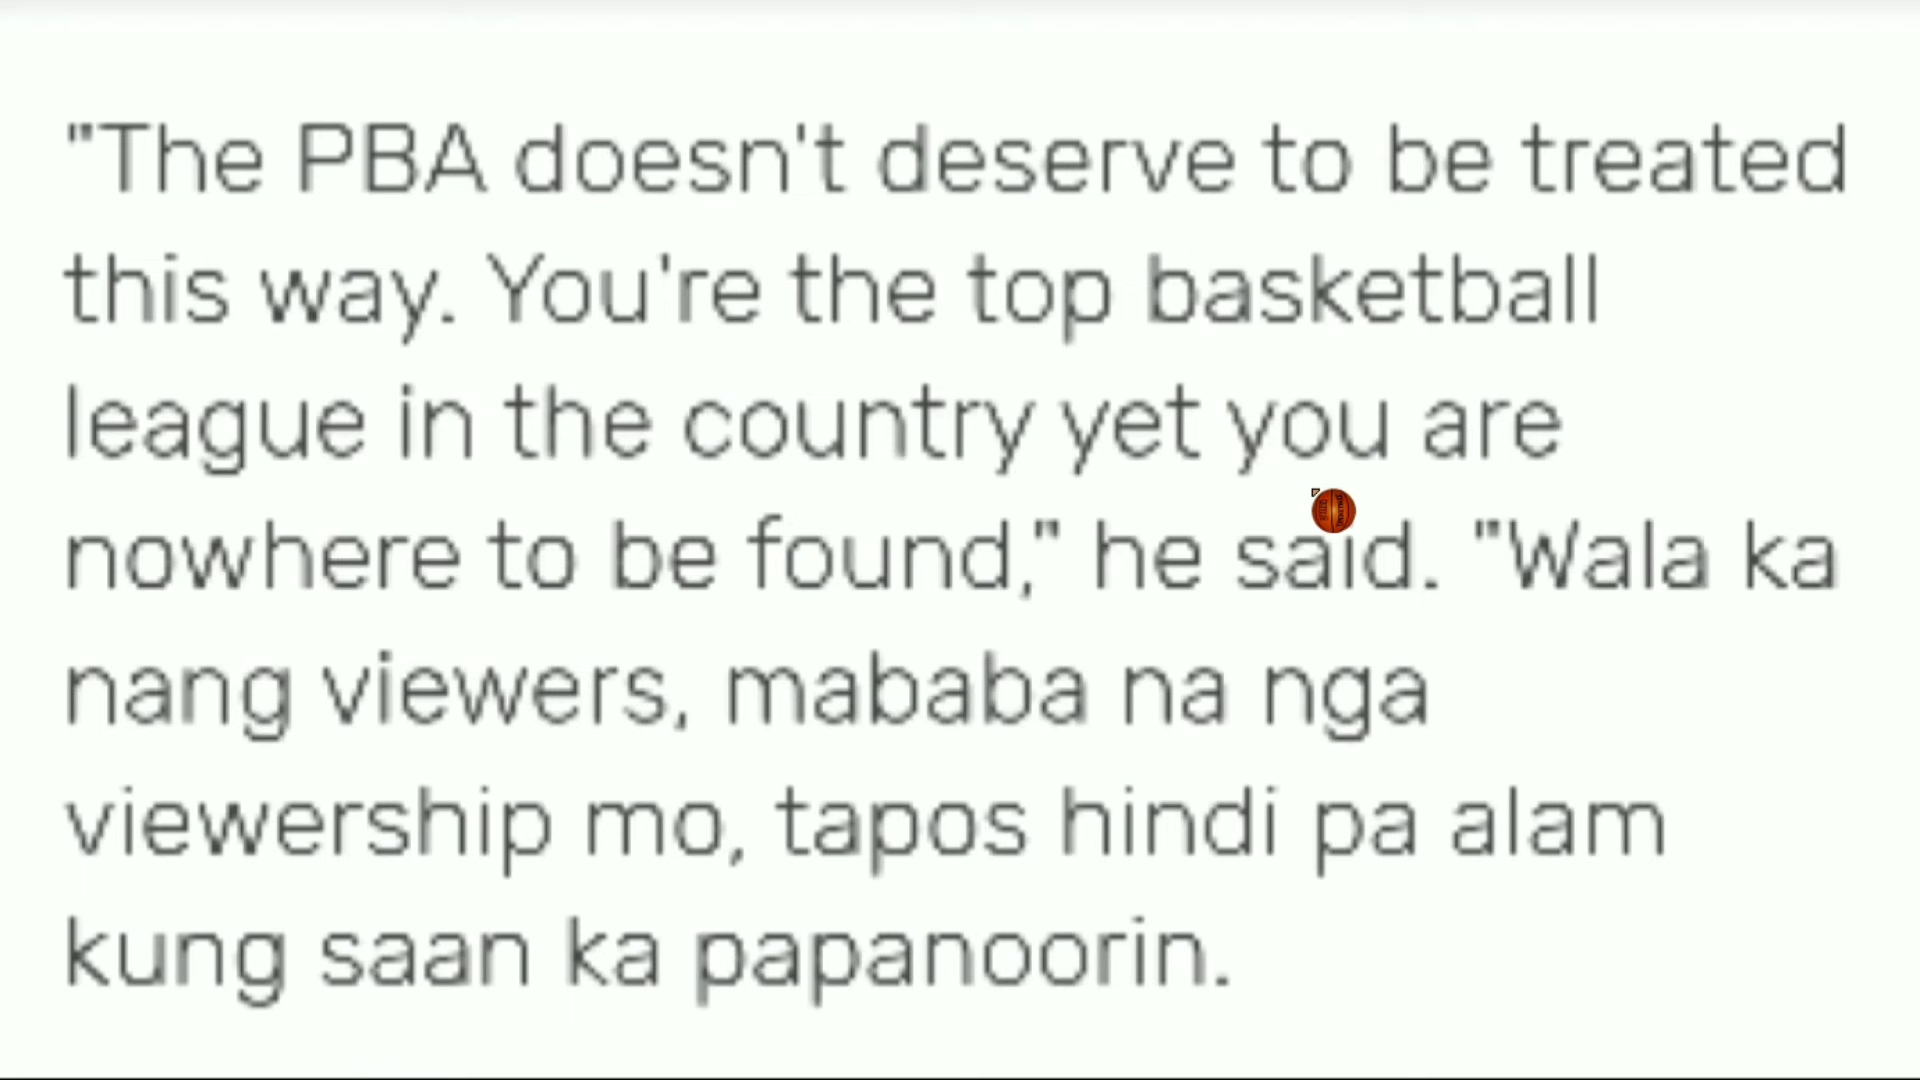 "The PBA doesn't deserve to be treated
this way. You're the top basketball
league in the country yet you are
nowhere to be found," he said. "Wala ka
nang viewers, mababa na nga
viewership mo, tapos hindi pa alam
kung saan ka papanoorin.